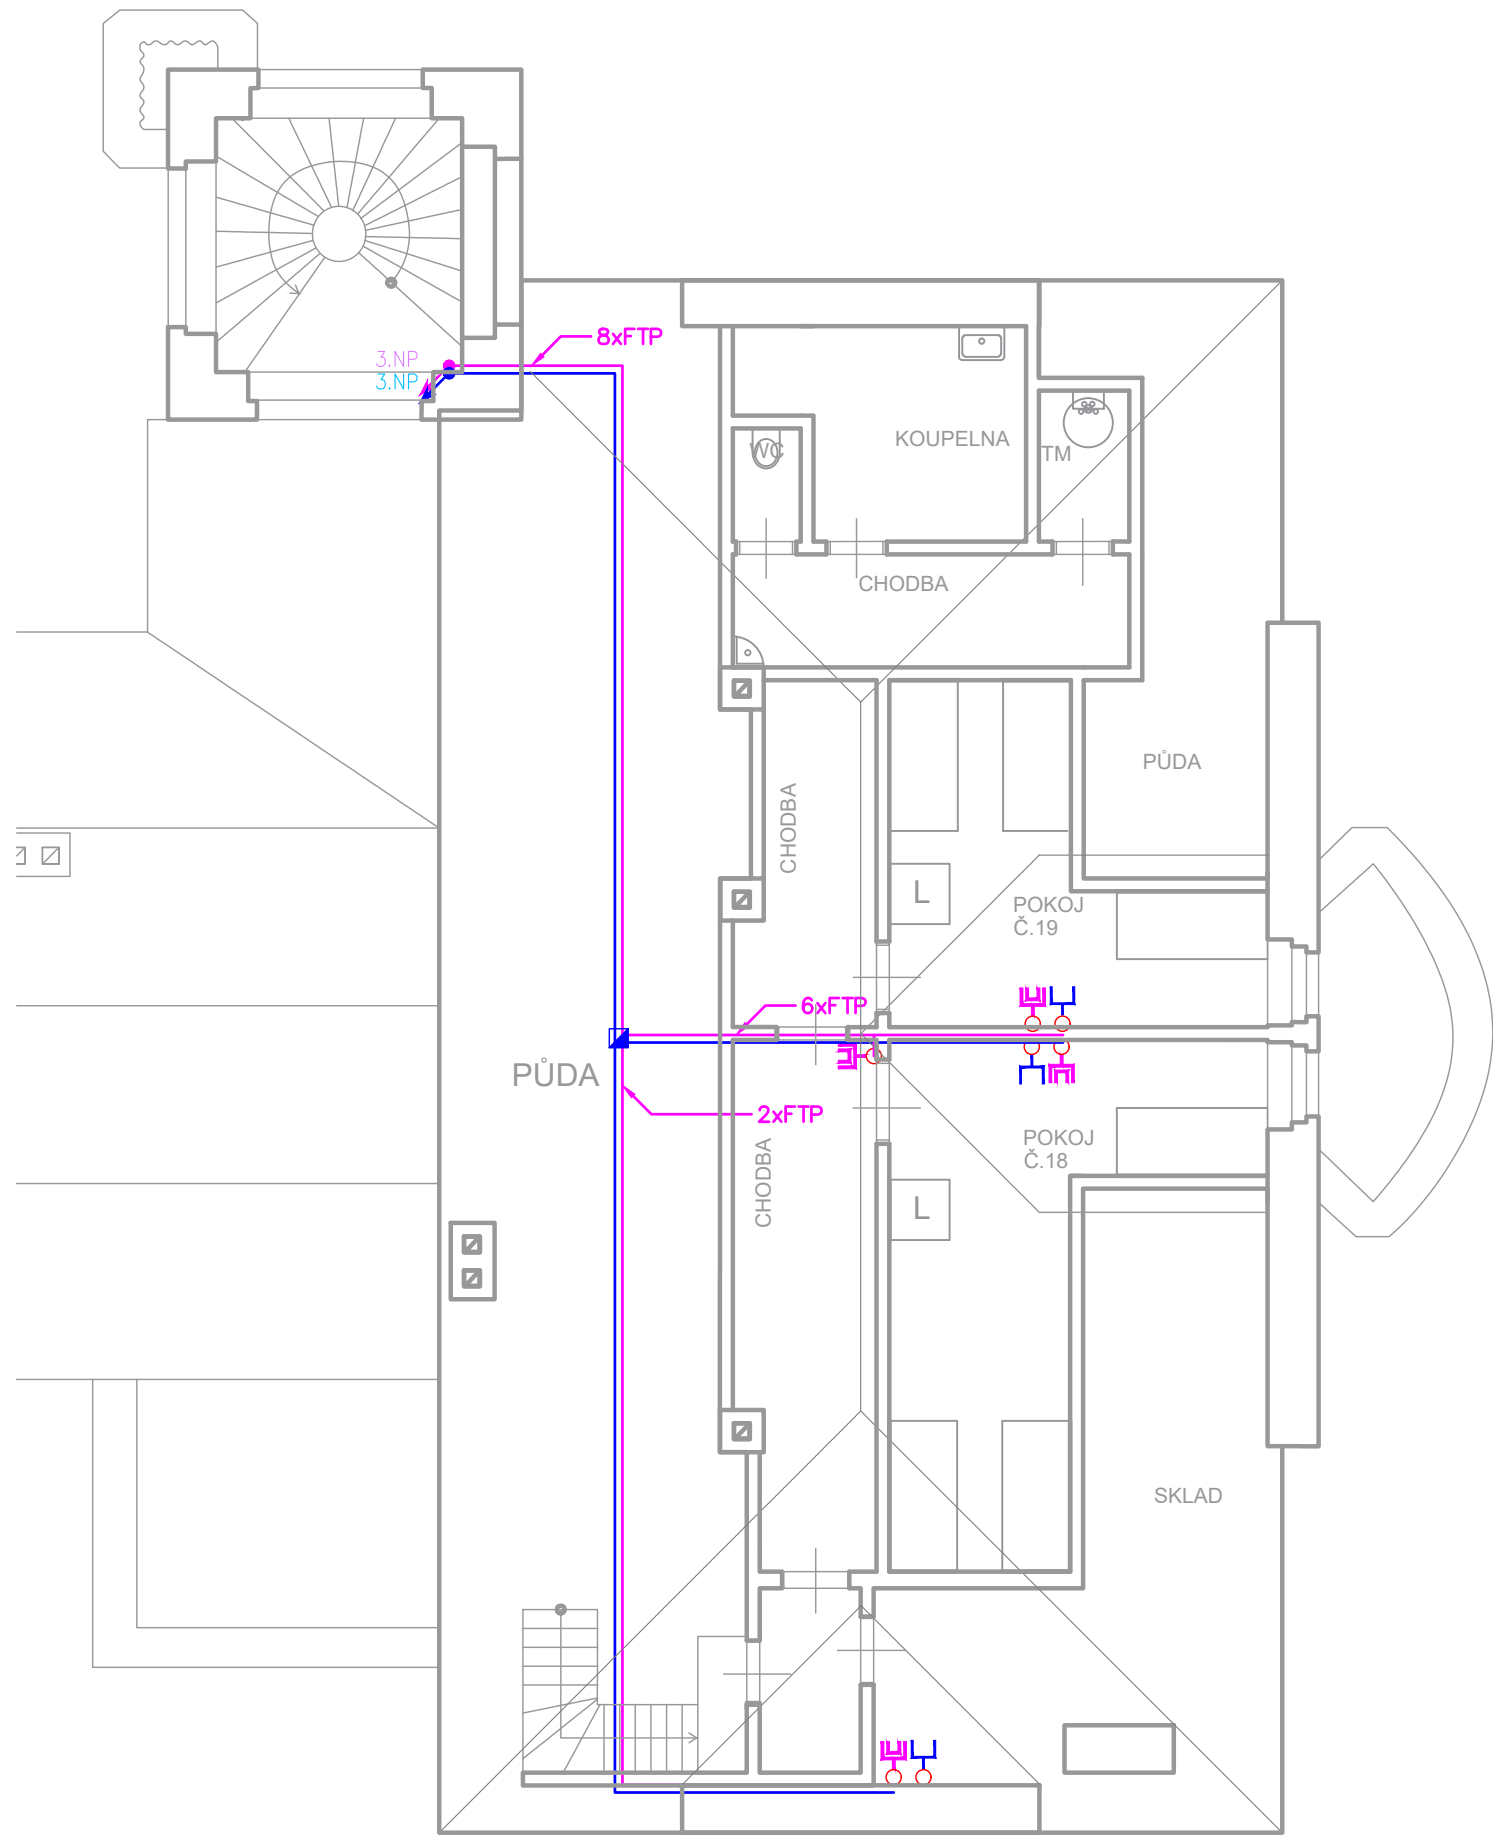 8xFTP
3.NP
3.NP
KOUPELNA
WC
TM
CHODBA
PŮDA
CHODBA
L
POKOJ
Č.19
6xFTP
PŮDA
2xFTP
POKOJ
Č.18
CHODBA
L
SKLAD